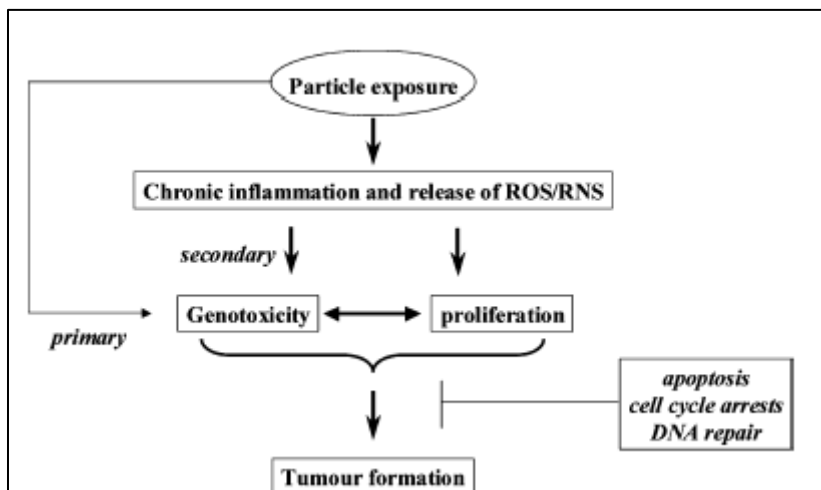 Particle exposure
Chronic inflammation and release of ROS/RNS
secondary
primary
Genotoxicity
proliferation
apoptosis
cell cycle arrests
DNA repair
Tumour formation